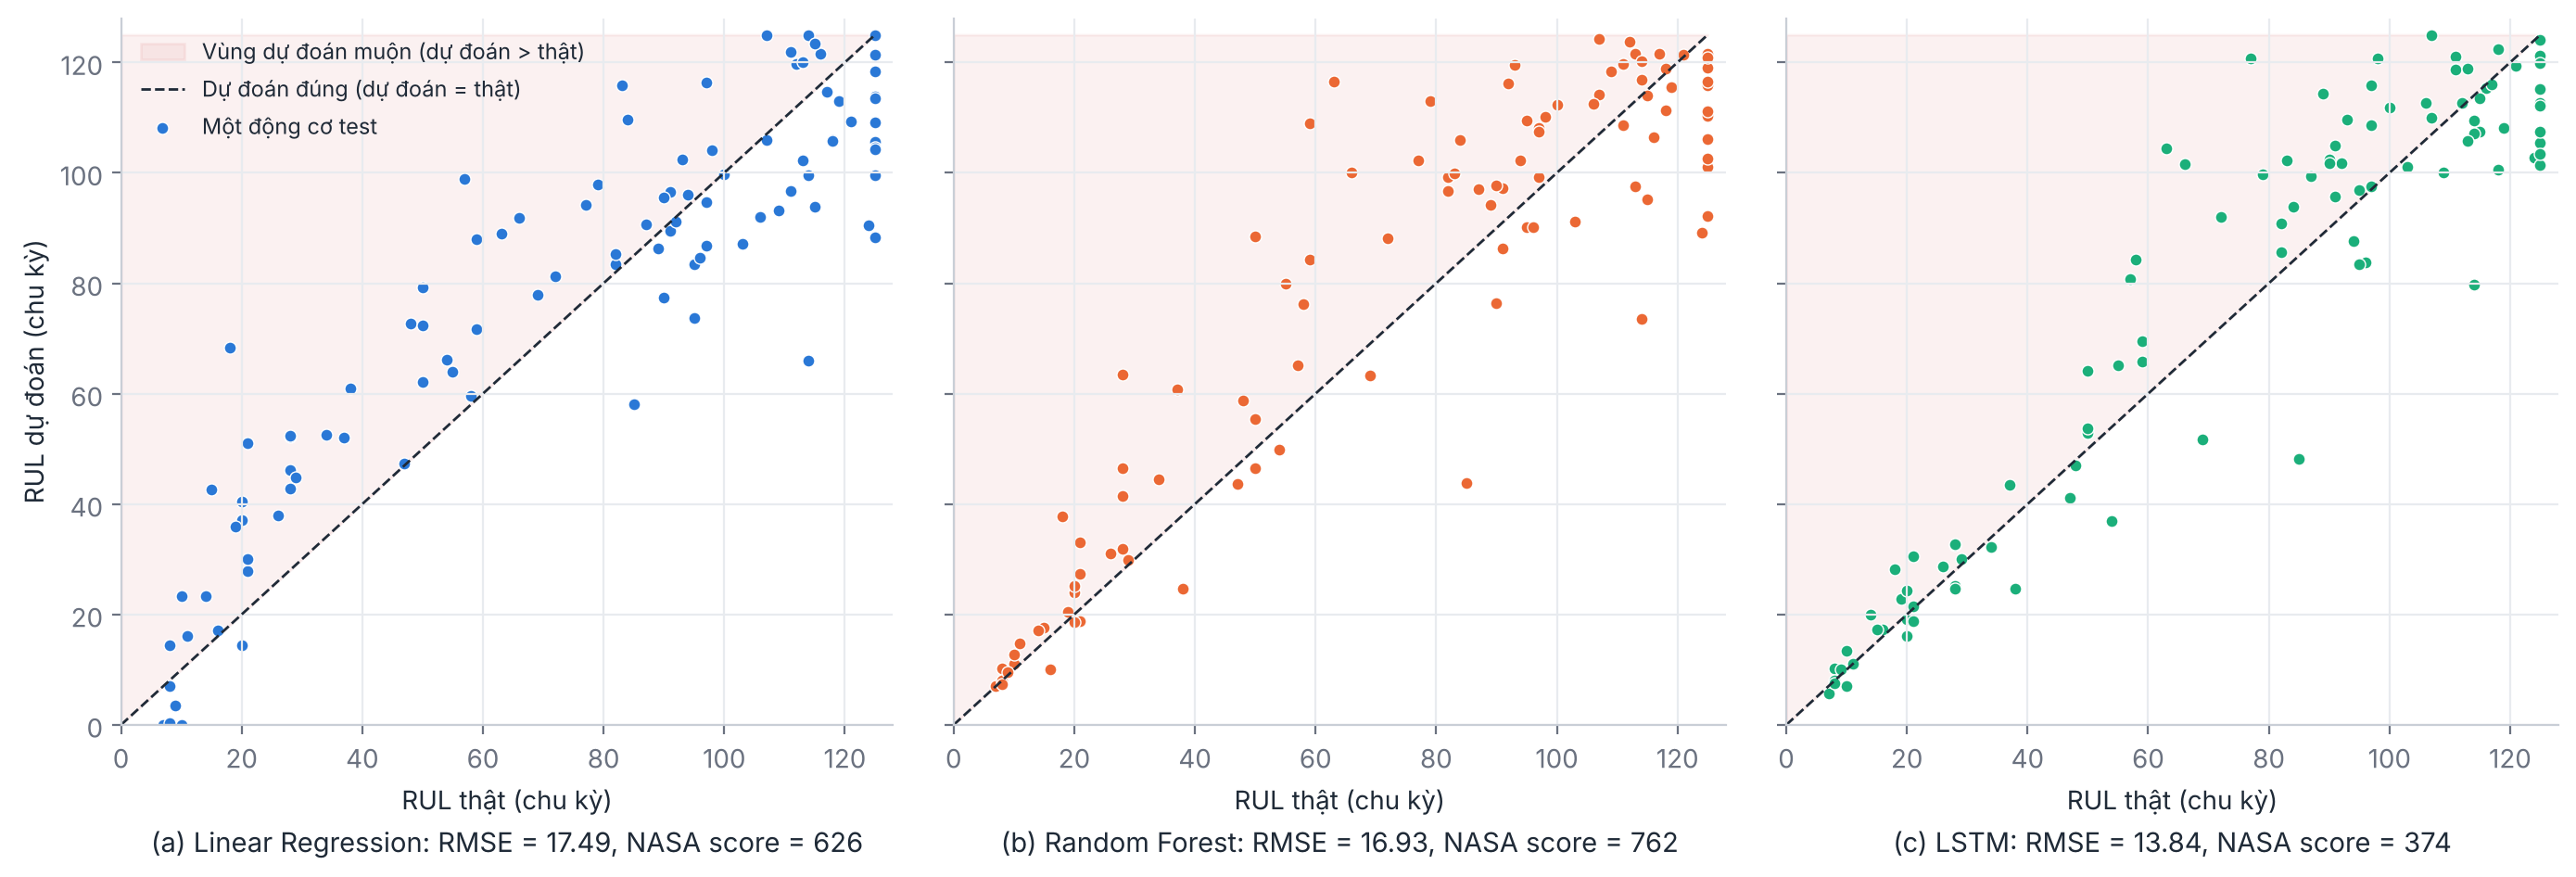 Vùng dự đoán muộn (dự đoán > thật)
Dự đoán đúng (dự đoán = thật)
Một động cơ test
RUL dự đoán (chu kỳ)
120
100
80
60
40
20
0
0 20 40 60 80 100 120
0 20 40 60 80 100 120
0 20 40 60 80 100 120
RUL thật (chu kỳ)
RUL thật (chu kỳ)
RUL thật (chu kỳ)
(a) Linear Regression: RMSE = 17.49, NASA score = 626
(b) Random Forest: RMSE = 16.93, NASA score = 762
(c) LSTM: RMSE = 13.84, NASA score = 374